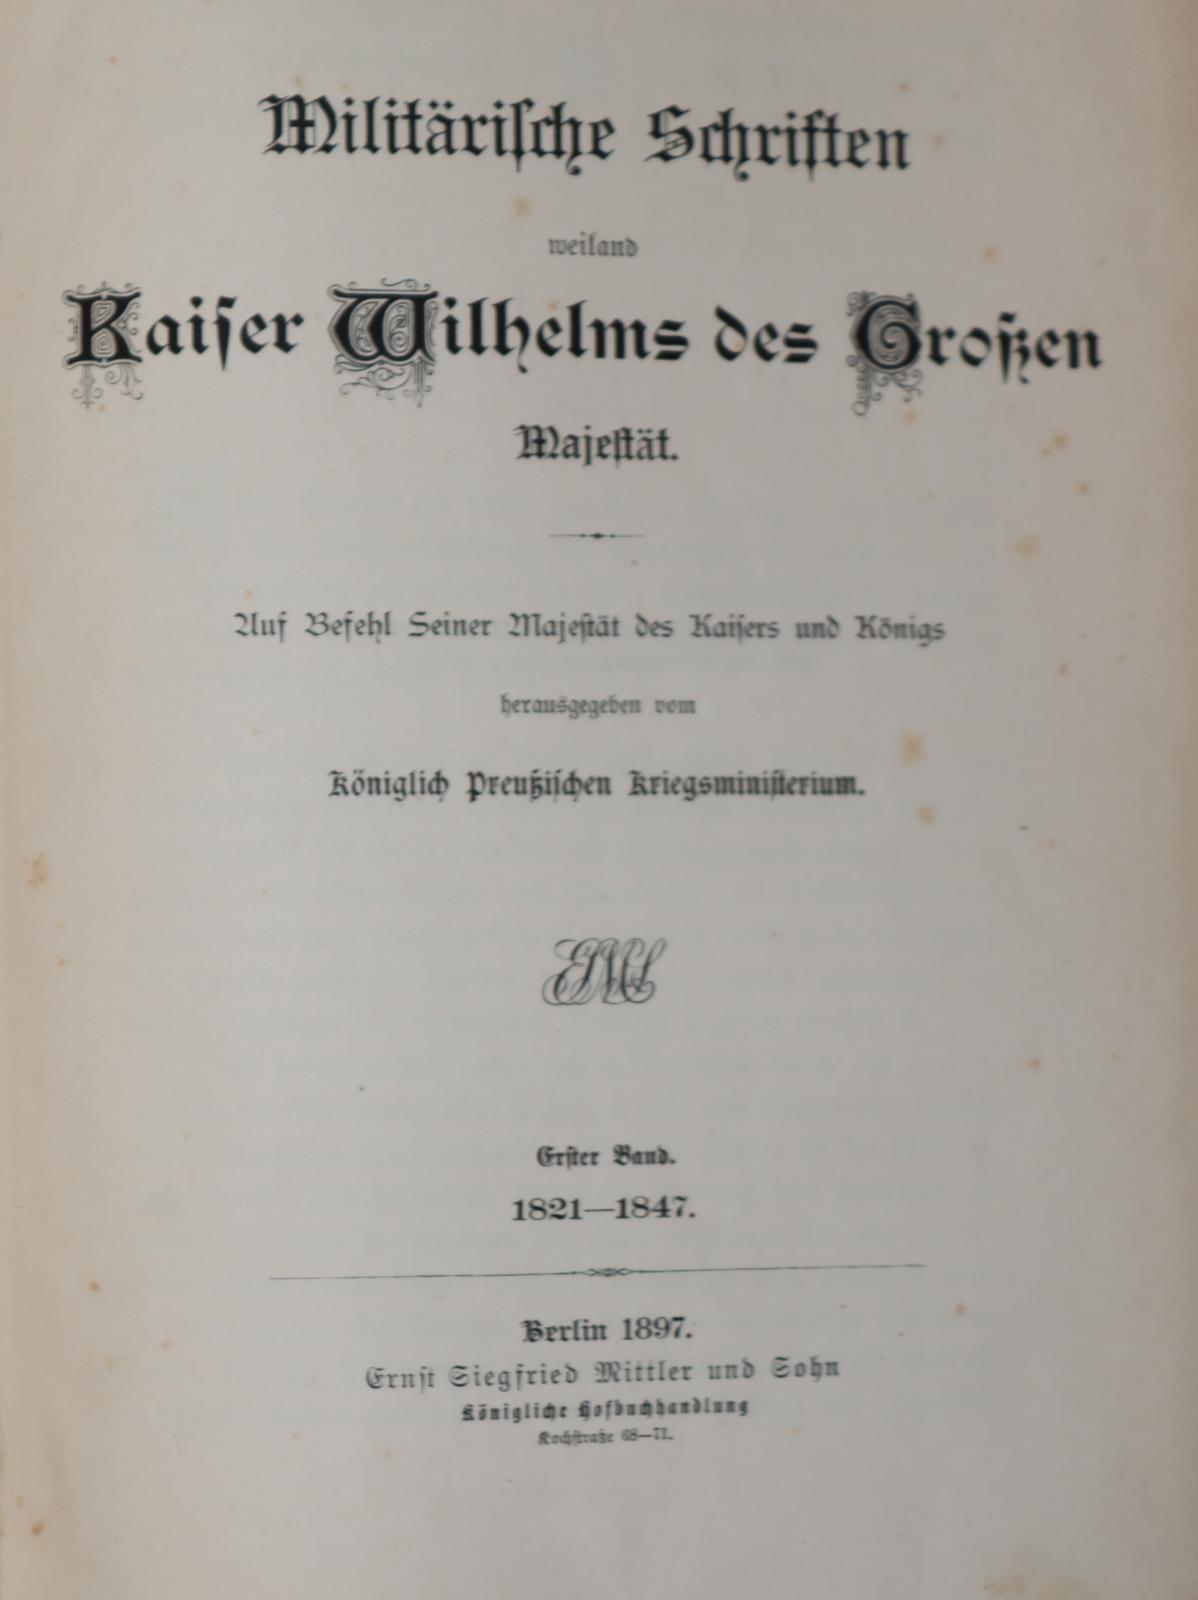 Militärische Schriften
weiland
Kaiser Wilhelms des Großen
Majestät.
Auf Befehl Seiner Majestät des Kaisers und Königs
herausgegeben vom
Königlich Preußischen Kriegsministerium.
Erster Band.
1821—1847.
Berlin 1897.
Ernst Siegfried Mittler und Sohn
Königliche Hofbuchhandlung
Kochstraße 68—71.